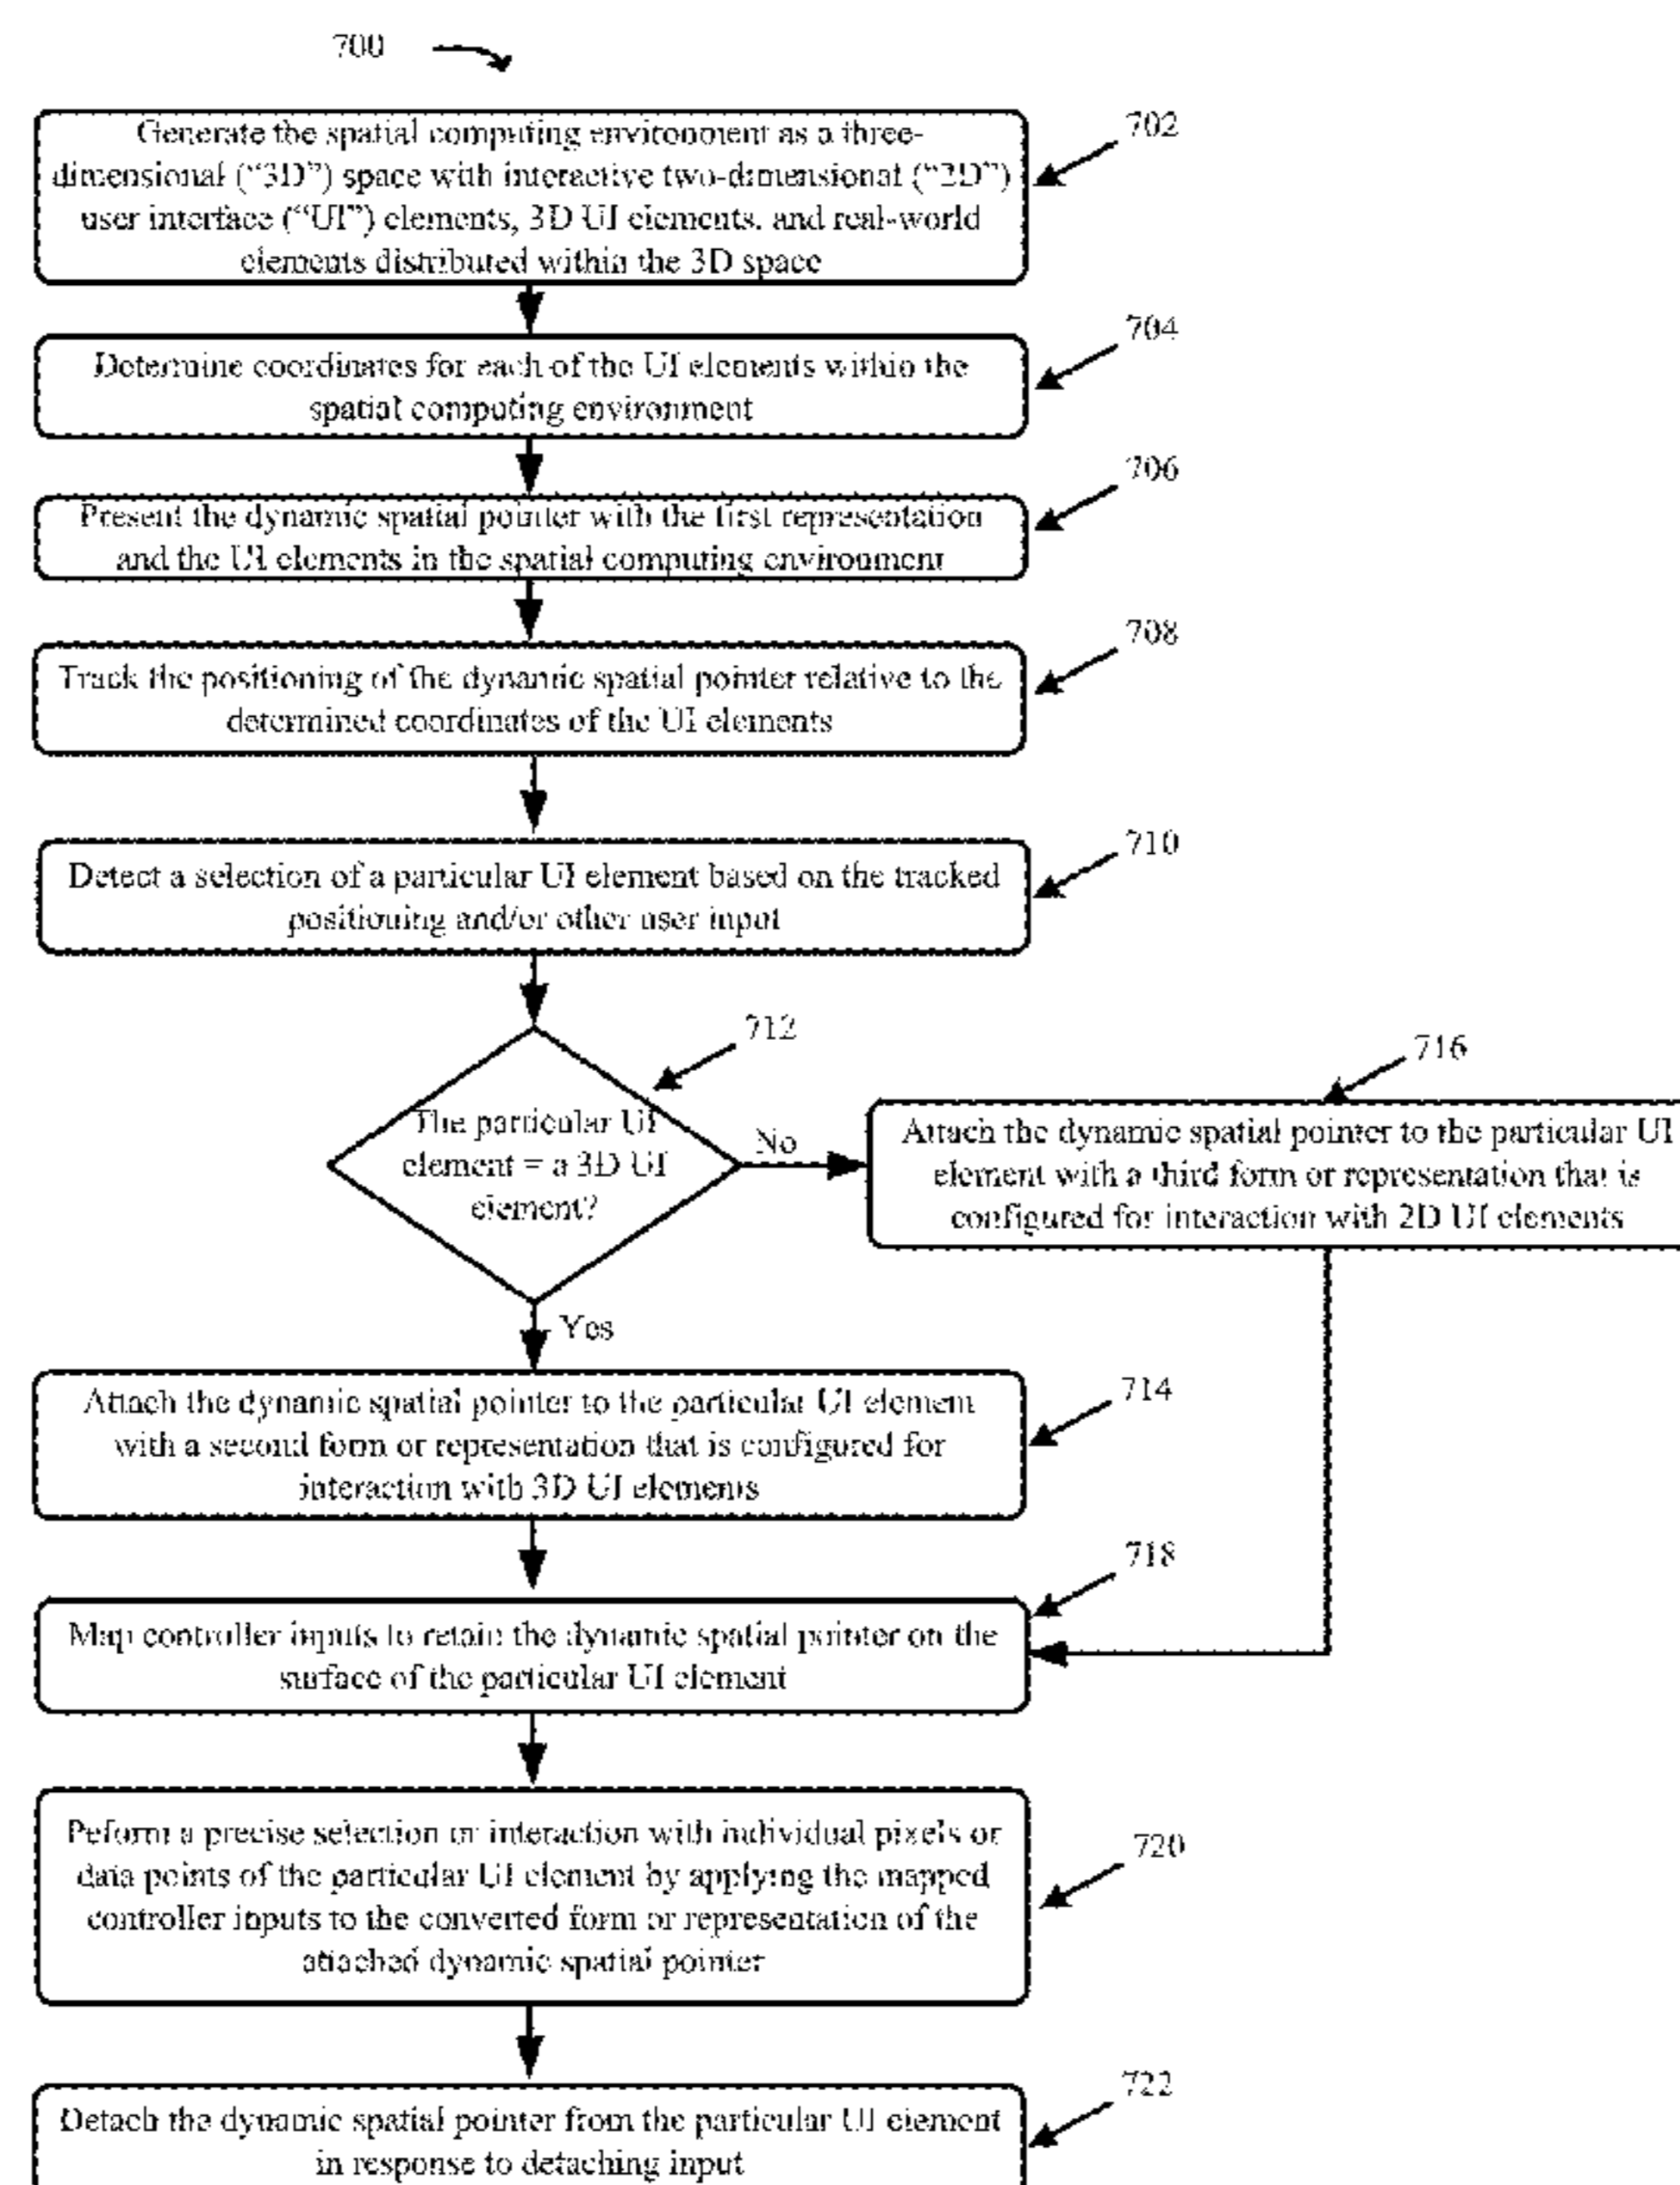 700
702
Generate the spatial computing environment as a three-
dimensional (“3D”) space with interactive two-dimensional (“2D”)
user interface (“UI”) elements, 3D UI elements, and real-world
elements distributed within the 3D space
704
Determine coordinates for each of the UI elements within the
spatial computing environment
706
Present the dynamic spatial pointer with the first representation
and the UI elements in the spatial computing environment
708
Track the positioning of the dynamic spatial pointer relative to the
determined coordinates of the UI elements
710
Detect a selection of a particular UI element based on the tracked
positioning and/or other user input
712
The particular UI
element = a 3D UI
element?
No
716
Attach the dynamic spatial pointer to the particular UI
element with a third form or representation that is
configured for interaction with 2D UI elements
Yes
714
Attach the dynamic spatial pointer to the particular UI element
with a second form or representation that is configured for
interaction with 3D UI elements
718
Map controller inputs to retain the dynamic spatial pointer on the
surface of the particular UI element
720
Peform a precise selection or interaction with individual pixels or
data points of the particular UI element by applying the mapped
controller inputs to the converted form or representation of the
attached dynamic spatial pointer
722
Detach the dynamic spatial pointer from the particular UI element
in response to detaching input